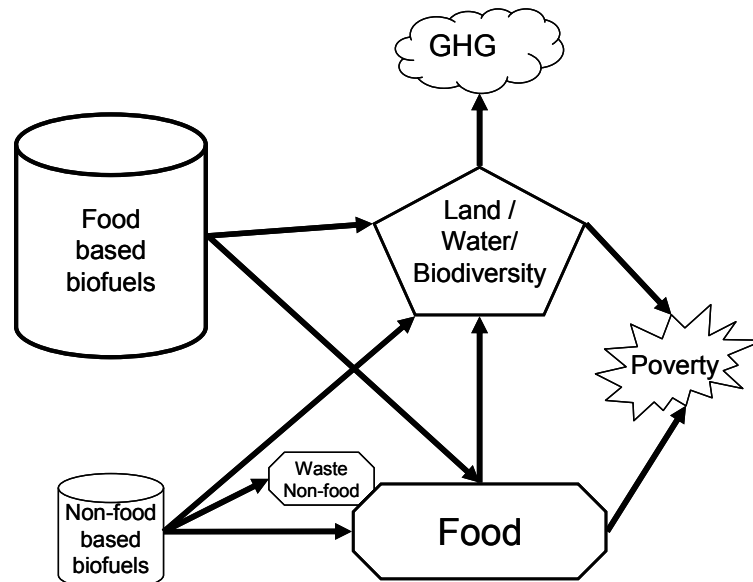 GHG
Food
based
biofuels
Land /
Water/
Biodiversity
Poverty
Waste
Non-food
Non-food
based
biofuels
Food